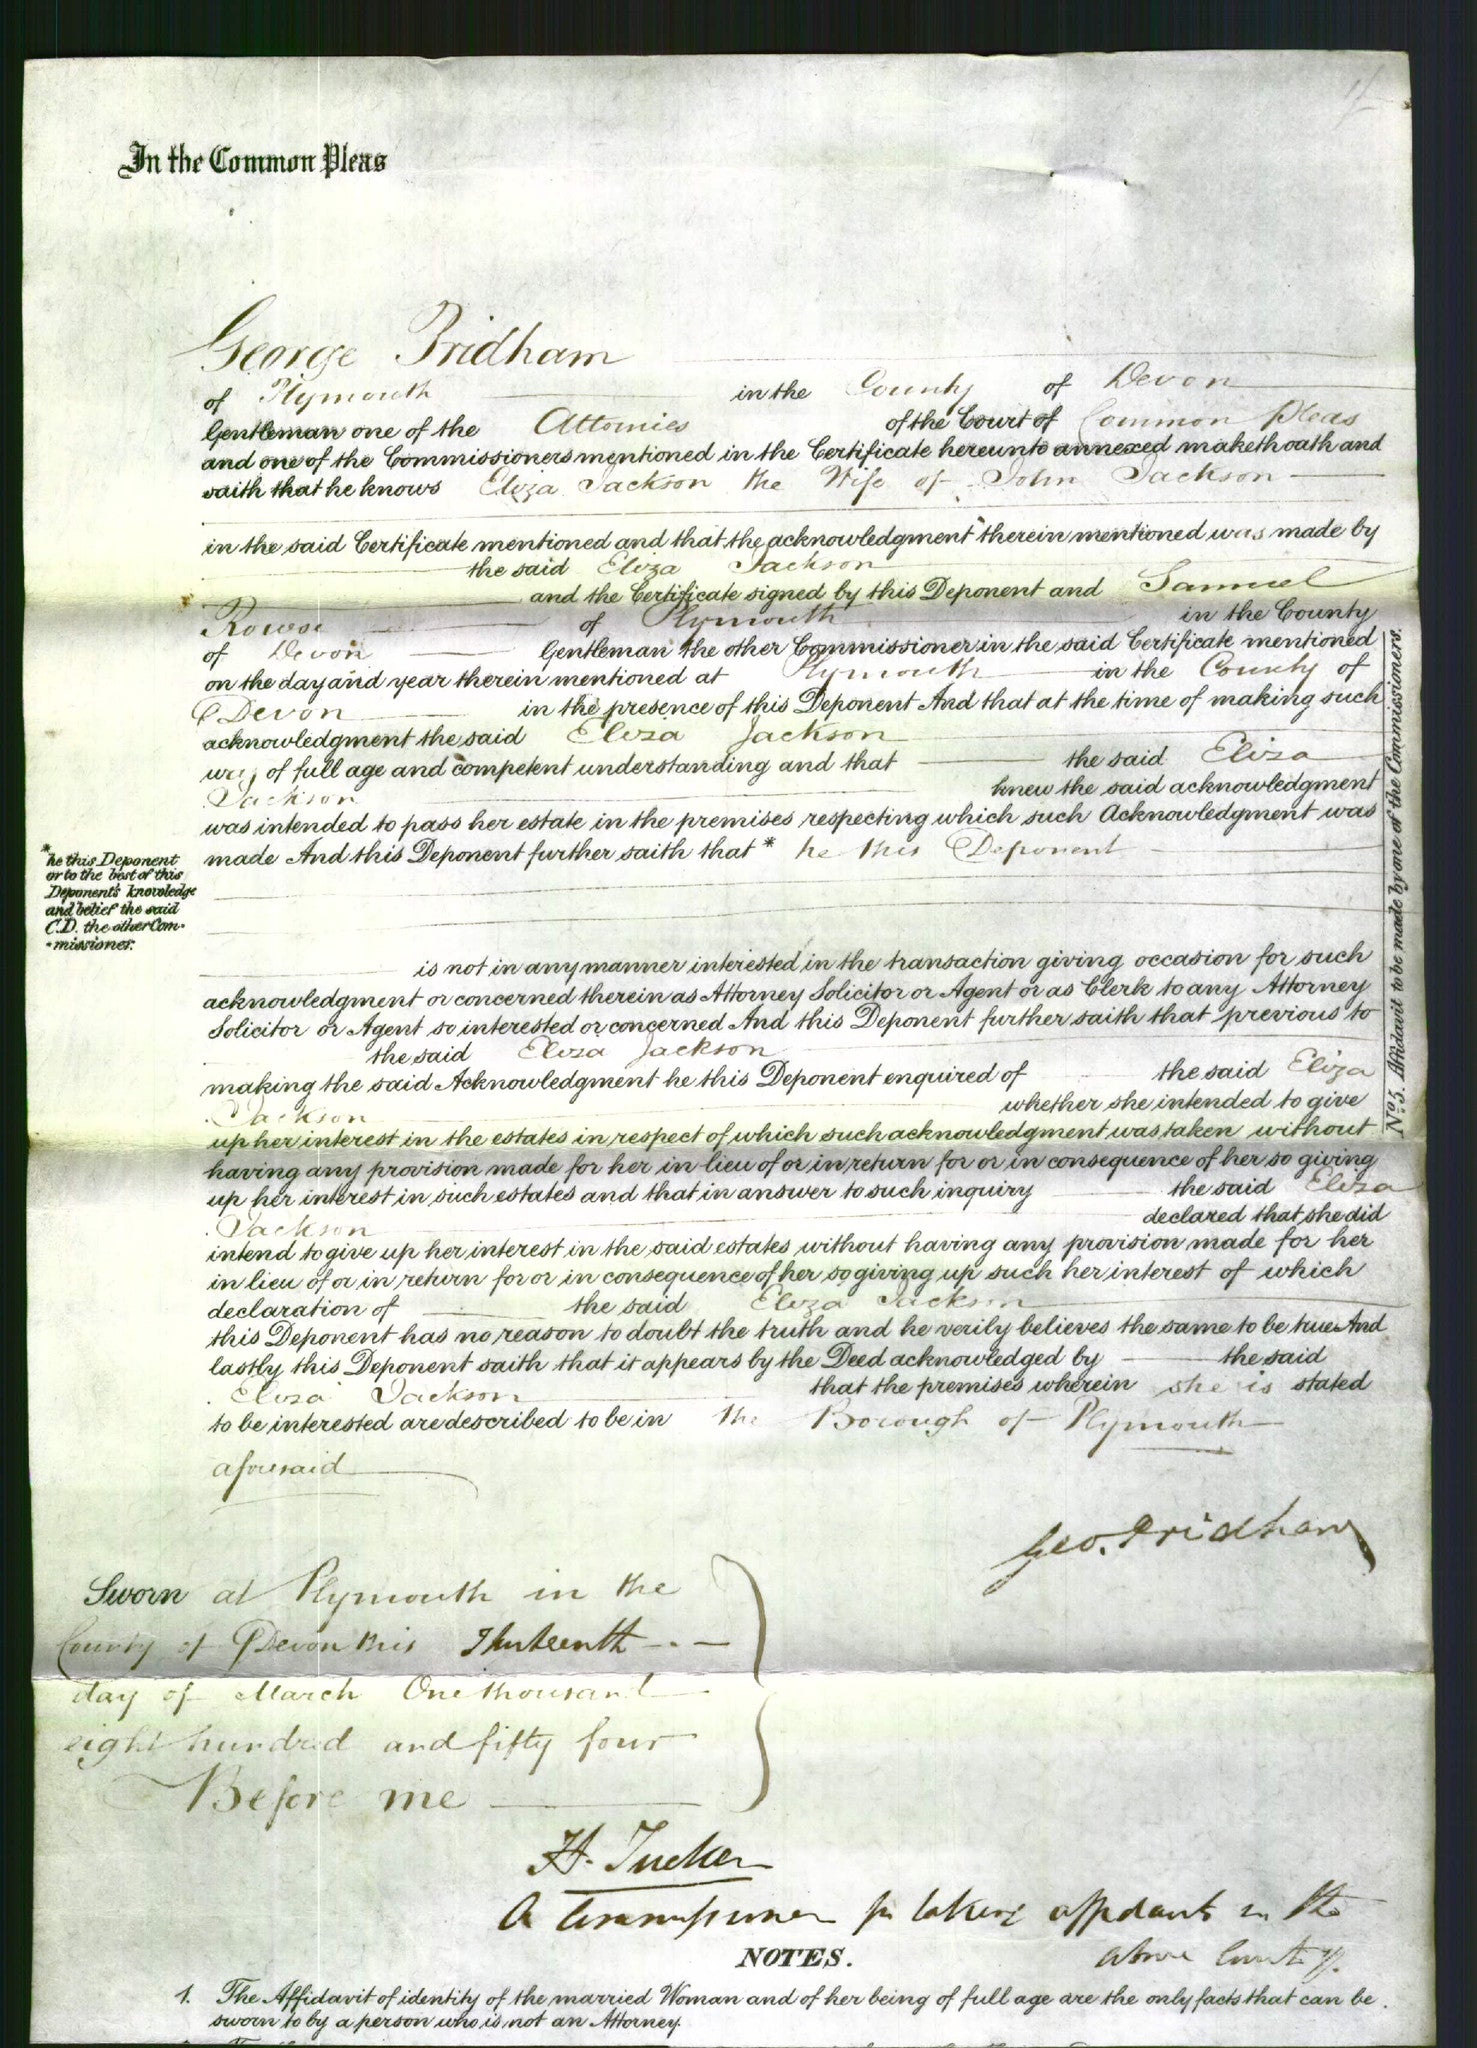 In the Common Pleas
George Pridham
of Plymouth in the County of Devon
Gentleman one of the Attornies of the Court of Common Pleas
and one of the Commissioners mentioned in the Certificate hereunto annexed maketh oath and
saith that he knows Eliza Jackson the Wife of John Jackson
in the said Certificate mentioned and that the acknowledgment therein mentioned was made by
the said Eliza Jackson
and the Certificate signed by this Deponent and Samuel
Rowse of Plymouth in the County
of Devon Gentleman the other Commissioner in the said Certificate mentioned
on the day and year therein mentioned at Plymouth in the County of
Devon in the presence of this Deponent And that at the time of making such
acknowledgment the said Eliza Jackson
was of full age and competent understanding and that the said Eliza
Jackson knew the said acknowledgment
was intended to pass her estate in the premises respecting which such Acknowledgment was
made And this Deponent further saith that * he this Deponent
* he this Deponent
or to the best of this
Deponent's knowledge
and belief the said
C.D. the other Com-
-missioner.
is not in any manner interested in the transaction giving occasion for such
acknowledgment or concerned therein as Attorney Solicitor or Agent or as Clerk to any Attorney
Solicitor or Agent so interested or concerned And this Deponent further saith that previous to
the said Eliza Jackson
making the said Acknowledgment he this Deponent enquired of the said Eliza
Jackson whether she intended to give
up her interest in the estates in respect of which such acknowledgment was taken without
having any provision made for her in lieu of or in return for or in consequence of her so giving
up her interest in such estates and that in answer to such inquiry the said Eliza
Jackson declared that she did
intend to give up her interest in the said estates without having any provision made for her
in lieu of or in return for or in consequence of her so giving up such her interest of which
declaration of the said Eliza Jackson
this Deponent has no reason to doubt the truth and he verily believes the same to be true And
lastly this Deponent saith that it appears by the Deed acknowledged by the said
Eliza Jackson that the premises wherein she is stated
to be interested are described to be in the Borough of Plymouth
aforesaid
No. 5. Affidavit to be made by one of the Commissioners.
Geo. Pridham
Sworn at Plymouth in the
County of Devon this Thirteenth
day of March One thousand
eight hundred and fifty four
Before me
H. Tucker
A Commissioner for taking affidavits in the
above Court
NOTES.
1. The Affidavit of identity of the married Woman and of her being of full age are the only facts that can be
sworn to by a person who is not an Attorney.